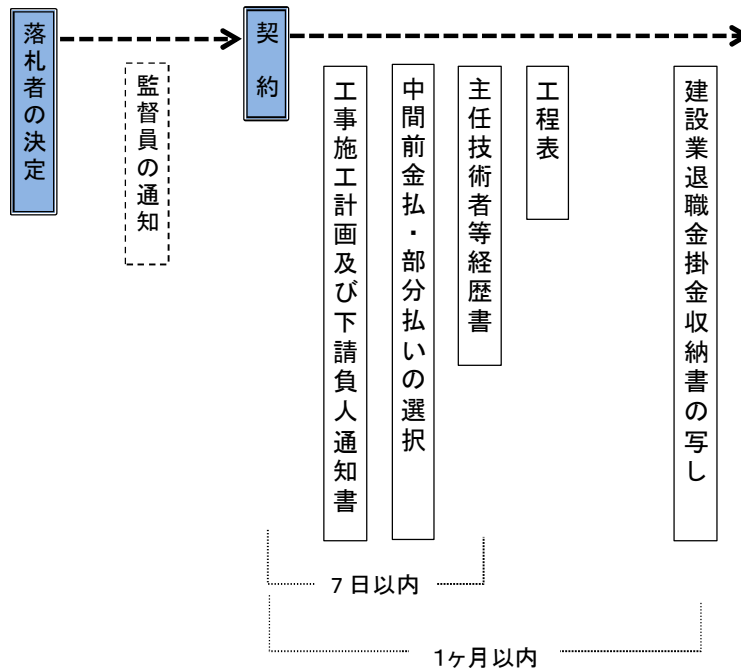 落札者の決定
監督員の通知
契約
工事施工計画及び下請負人通知書
中間前金払・部分払いの選択
主任技術者等経歴書
工程表
建設業退職金掛金収納書の写し
7日以内
1ヶ月以内